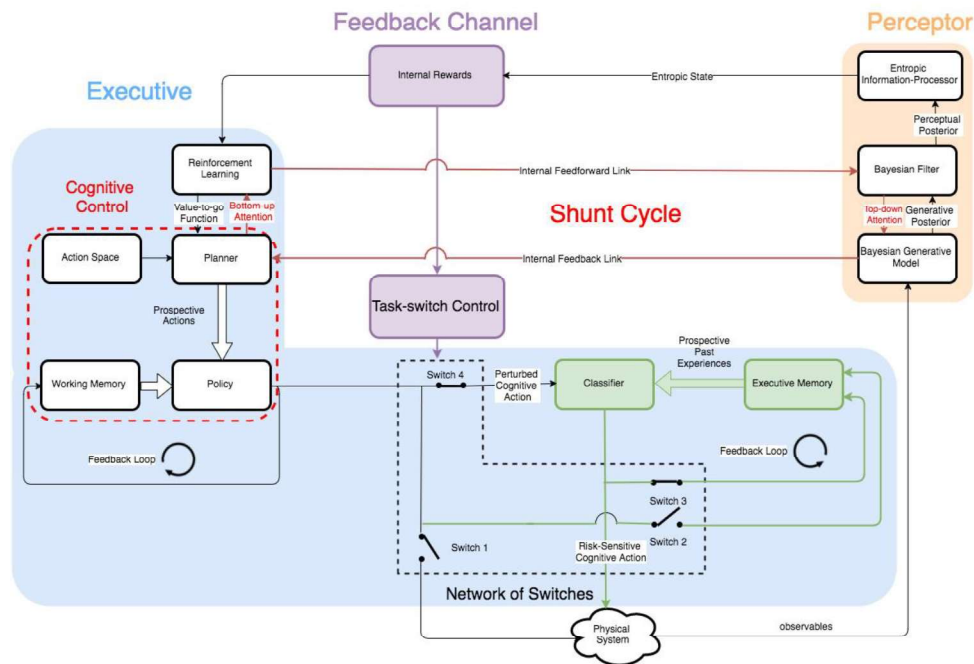 Feedback Channel
Perceptor
Executive
Internal Rewards
Entropic State
Entropic
Information-Processor
Perceptual
Posterior
Reinforcement
Learning
Internal Feedforward Link
Bayesian Filter
Cognitive
Control
Value-to-go
Function
Bottom-up
Attention
Shunt Cycle
Top-down
Attention
Generative
Posterior
Action Space
Planner
Internal Feedback Link
Bayesian Generative
Model
Task-switch Control
Prospective
Actions
Working Memory
Policy
Switch 4
Perturbed
Cognitive
Action
Classifier
Prospective
Past
Experiences
Executive Memory
Feedback Loop
Feedback Loop
Switch 3
Switch 2
Switch 1
Risk-Sensitive
Cognitive Action
Network of Switches
Physical
System
observables